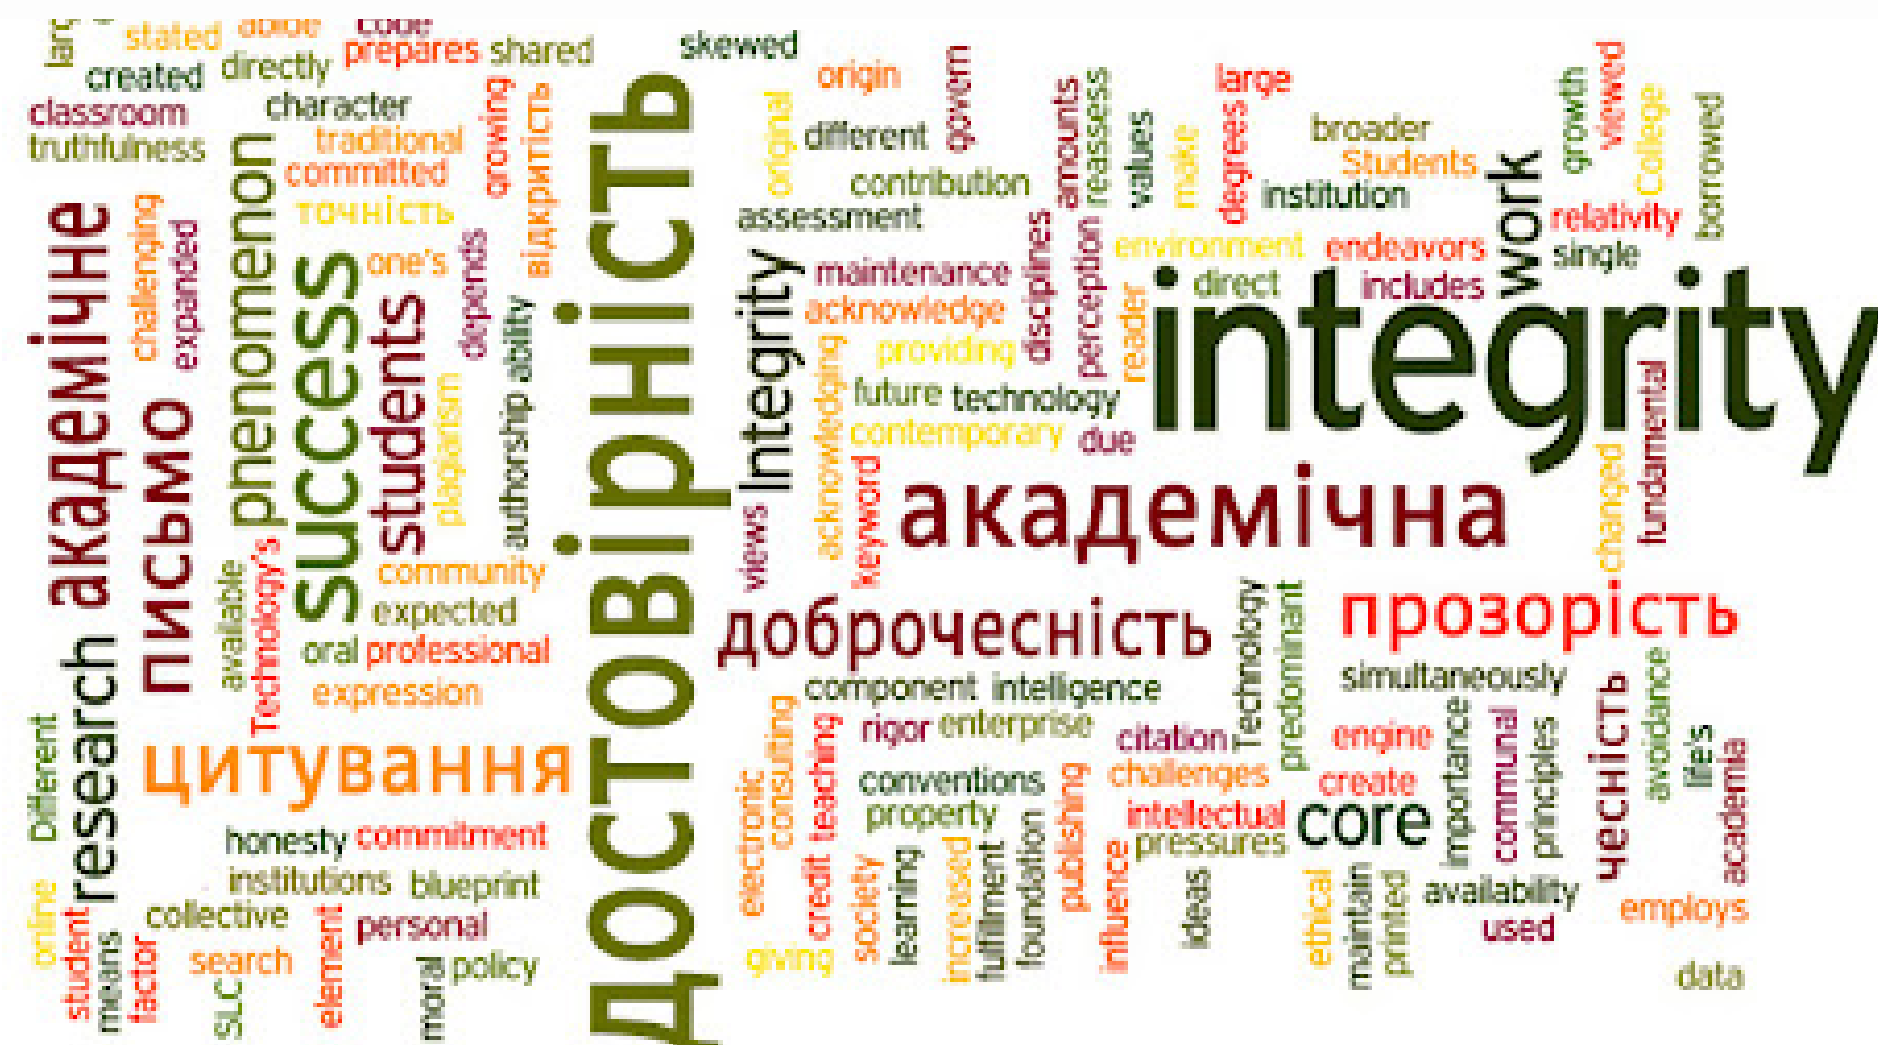 stated
abide
code
prepares
shared
created
directly
classroom
character
truthfulness
traditional
committed
growing
відкритість
точність
академічне
challenging
expanded
phenomenon
success
one's
students
depends
ability
письмо
plagiarism
authorship
available
Technology's
community
expected
oral
professional
expression
research
Different
цитування
honesty
commitment
institutions
blueprint
collective
personal
online
student
means
factor
search
SLC
element
moral
policy
достовірність
skewed
origin
govern
original
different
contribution
assessment
amounts
reassess
values
make
large
degrees
broader
Students
institution
work
growth
viewed
College
borrowed
relativity
single
environment
endeavors
direct
includes
Integrity
maintenance
acknowledge
disciplines
perception
reader
providing
integrity
acknowledging
future
technology
contemporary
due
fundamental
changed
views
keyword
академічна
доброчесність
Technology
predominant
прозорість
simultaneously
component
intelligence
consulting
rigor
enterprise
citation
engine
importance
communal
principles
чесність
avoidance
life's
academia
electronic
teaching
conventions
challenges
create
property
publishing
intellectual
core
pressures
credit
society
learning
increased
fulfillment
foundation
influence
ideas
ethical
maintain
printed
availability
used
employs
giving
data